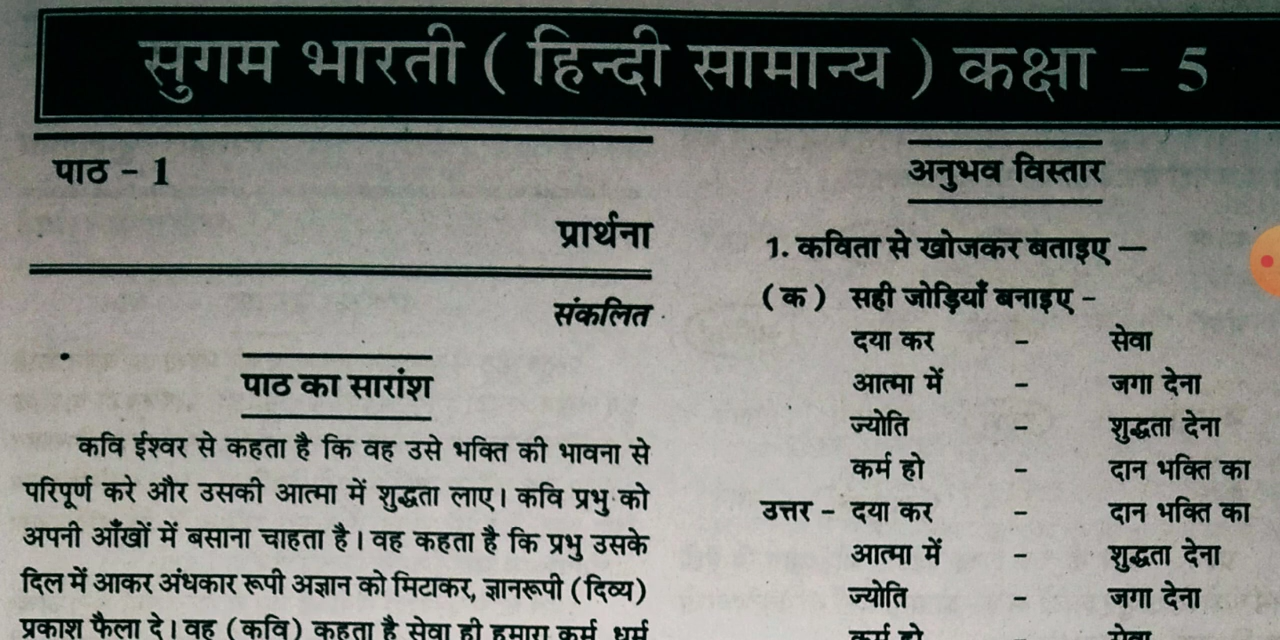 सुगम भारती ( हिन्दी सामान्य ) कक्षा - 5
पाठ - 1
प्रार्थना
संकलित
पाठ का सारांश
कवि ईश्वर से कहता है कि वह उसे भक्ति की भावना से
परिपूर्ण करे और उसकी आत्मा में शुद्धता लाए। कवि प्रभु को
अपनी आँखों में बसाना चाहता है। वह कहता है कि प्रभु उसके
दिल में आकर अंधकार रूपी अज्ञान को मिटाकर, ज्ञानरूपी (दिव्य)
प्रकाश फैला दे। वह (कवि) कहता है सेवा ही हमारा कर्म, धर्म
अनुभव विस्तार
1. कविता से खोजकर बताइए —
( क ) सही जोड़ियाँ बनाइए -
दया कर - सेवा
आत्मा में - जगा देना
ज्योति - शुद्धता देना
कर्म हो - दान भक्ति का
उत्तर - दया कर - दान भक्ति का
आत्मा में - शुद्धता देना
ज्योति - जगा देना
कर्म हो - सेवा